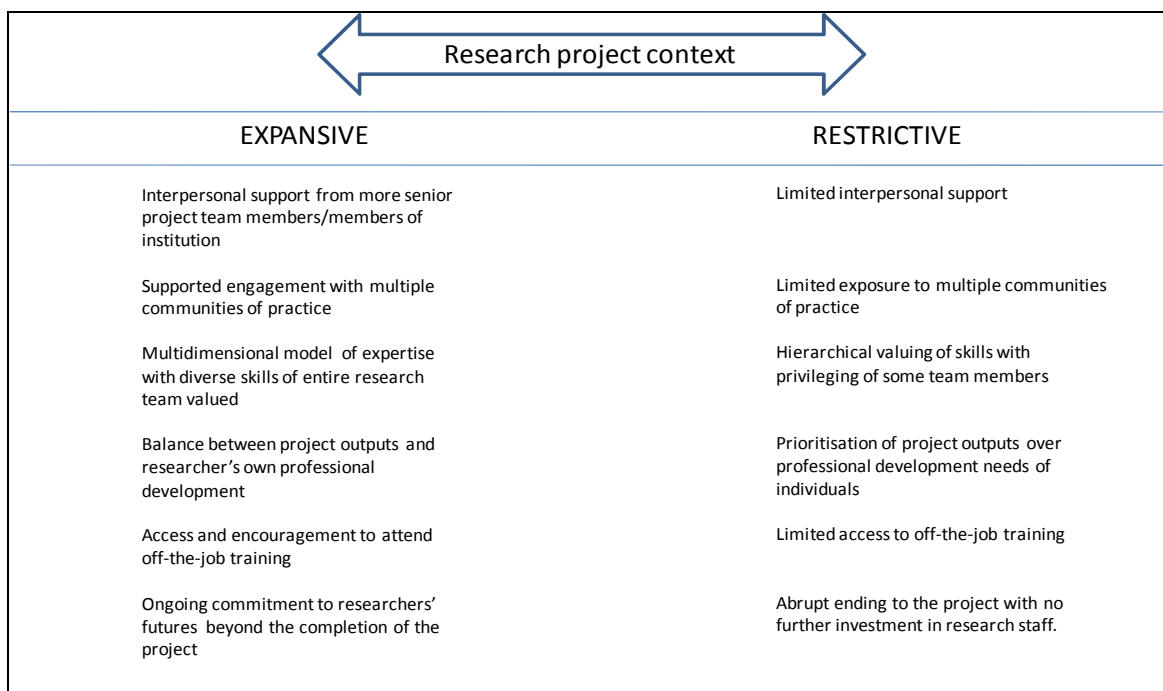 Research project context
EXPANSIVE
RESTRICTIVE
Interpersonal support from more senior
project team members/members of
institution
Limited interpersonal support
Supported engagement with multiple
communities of practice
Limited exposure to multiple communities
of practice
Multidimensional model of expertise
with diverse skills of entire research
team valued
Hierarchical valuing of skills with
privileging of some team members
Balance between project outputs and
researcher's own professional
development
Prioritisation of project outputs over
professional development needs of
individuals
Access and encouragement to attend
off-the-job training
Limited access to off-the-job training
Ongoing commitment to researchers'
futures beyond the completion of the
project
Abrupt ending to the project with no
further investment in research staff.